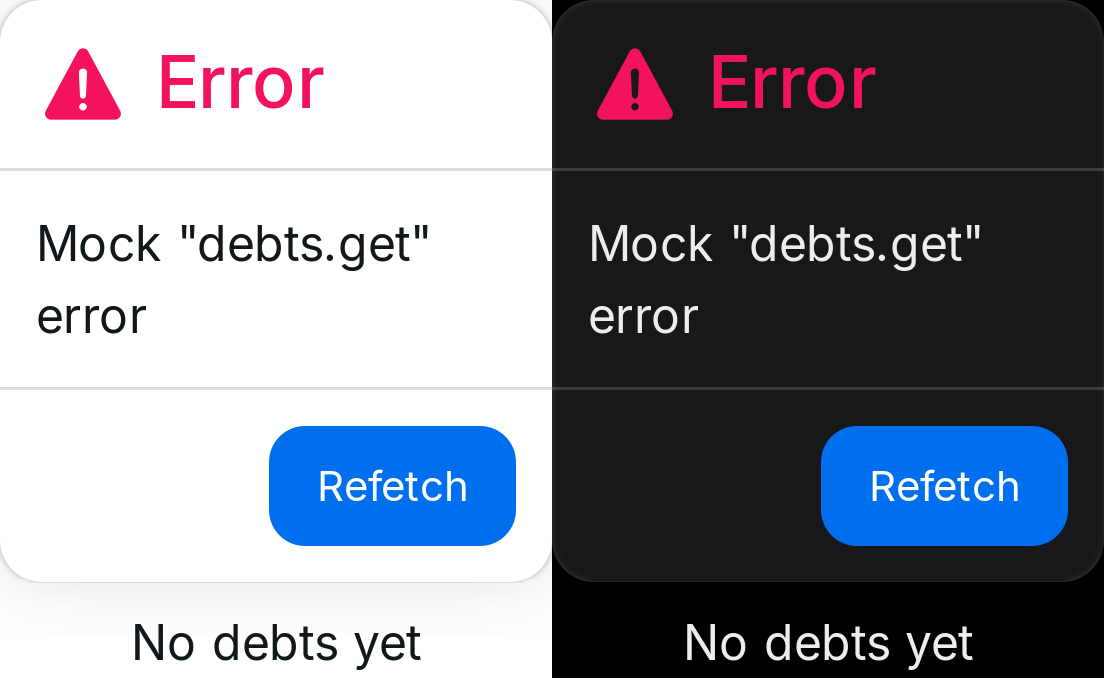 Error
Mock "debts.get"
error
Refetch
No debts yet
Error
Mock "debts.get"
error
Refetch
No debts yet